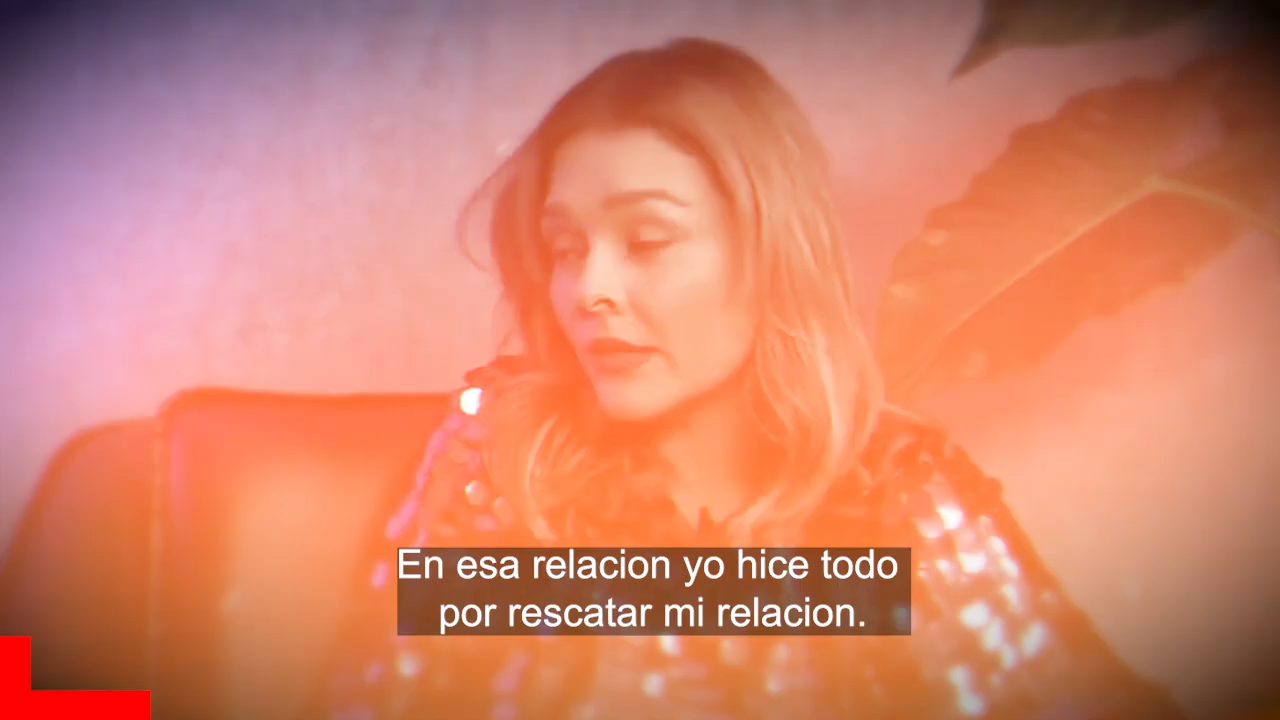 En esa relacion yo hice todo
por rescatar mi relacion.